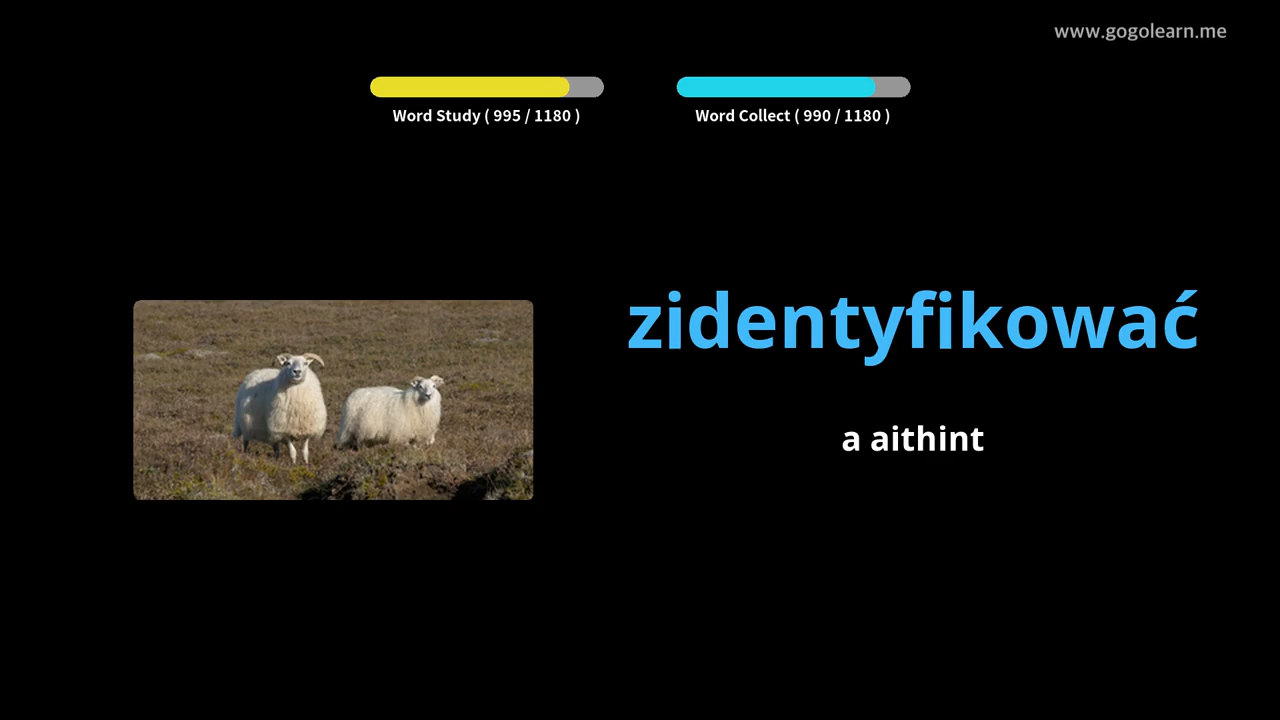 www.gogolearn.me
Word Study ( 995 / 1180 )
Word Collect ( 990 / 1180 )
zidentyfikować
a aithint